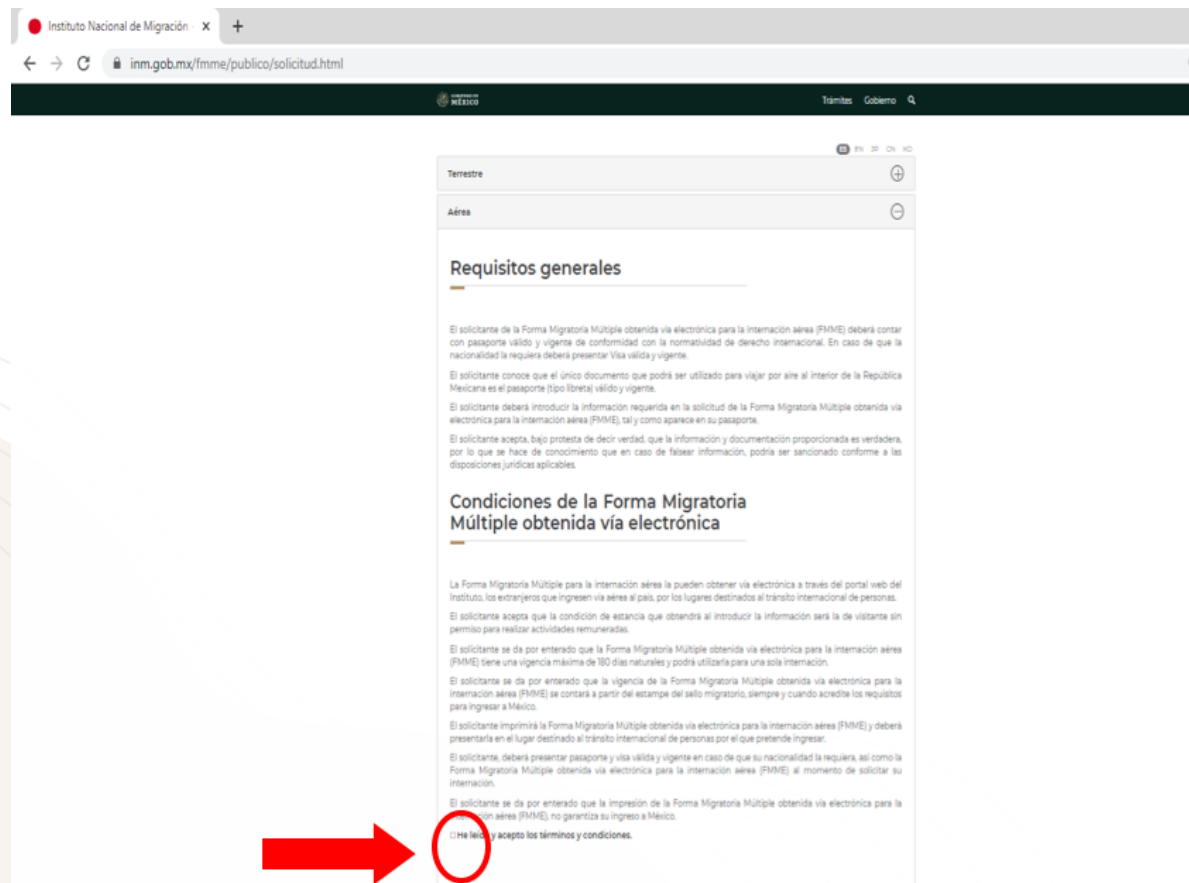 Instituto Nacional de Migración
inm.gob.mx/fmme/publico/solicitud.html
GOBIERNO DE
MÉXICO
Trámites Gobierno
ES EN JP CN KO
Terrestre
Aérea
Requisitos generales
El solicitante de la Forma Migratoria Múltiple obtenida vía electrónica para la internación aérea (FMME) deberá contar
con pasaporte válido y vigente de conformidad con la normatividad de derecho internacional. En caso de que la
nacionalidad la requiera deberá presentar Visa válida y vigente.
El solicitante conoce que el único documento que podrá ser utilizado para viajar por aire al interior de la República
Mexicana es el pasaporte (tipo libreta) válido y vigente.
El solicitante deberá introducir la información requerida en la solicitud de la Forma Migratoria Múltiple obtenida vía
electrónica para la internación aérea (FMME), tal y como aparece en su pasaporte.
El solicitante acepta, bajo protesta de decir verdad, que la información y documentación proporcionada es verdadera,
por lo que se hace de conocimiento que en caso de falsear información, podría ser sancionado conforme a las
disposiciones jurídicas aplicables.
Condiciones de la Forma Migratoria
Múltiple obtenida vía electrónica
La Forma Migratoria Múltiple para la internación aérea la pueden obtener vía electrónica a través del portal web del
Instituto, los extranjeros que ingresen vía aérea al país, por los lugares destinados al tránsito internacional de personas.
El solicitante acepta que la condición de estancia que obtendrá al introducir la información será la de visitante sin
permiso para realizar actividades remuneradas.
El solicitante se da por enterado que la Forma Migratoria Múltiple obtenida vía electrónica para la internación aérea
(FMME) tiene una vigencia máxima de 180 días naturales y podrá utilizarla para una sola internación.
El solicitante se da por enterado que la vigencia de la Forma Migratoria Múltiple obtenida vía electrónica para la
internación aérea (FMME) se contará a partir del estampe del sello migratorio, siempre y cuando acredite los requisitos
para ingresar a México.
El solicitante imprimirá la Forma Migratoria Múltiple obtenida vía electrónica para la internación aérea (FMME) y deberá
presentarla en el lugar destinado al tránsito internacional de personas por el que pretende ingresar.
El solicitante, deberá presentar pasaporte y visa válida y vigente en caso de que su nacionalidad la requiera, así como la
Forma Migratoria Múltiple obtenida vía electrónica para la internación aérea (FMME) al momento de solicitar su
internación.
El solicitante se da por enterado que la impresión de la Forma Migratoria Múltiple obtenida vía electrónica para la
internación aérea (FMME), no garantiza su ingreso a México.
He leído y acepto los términos y condiciones.